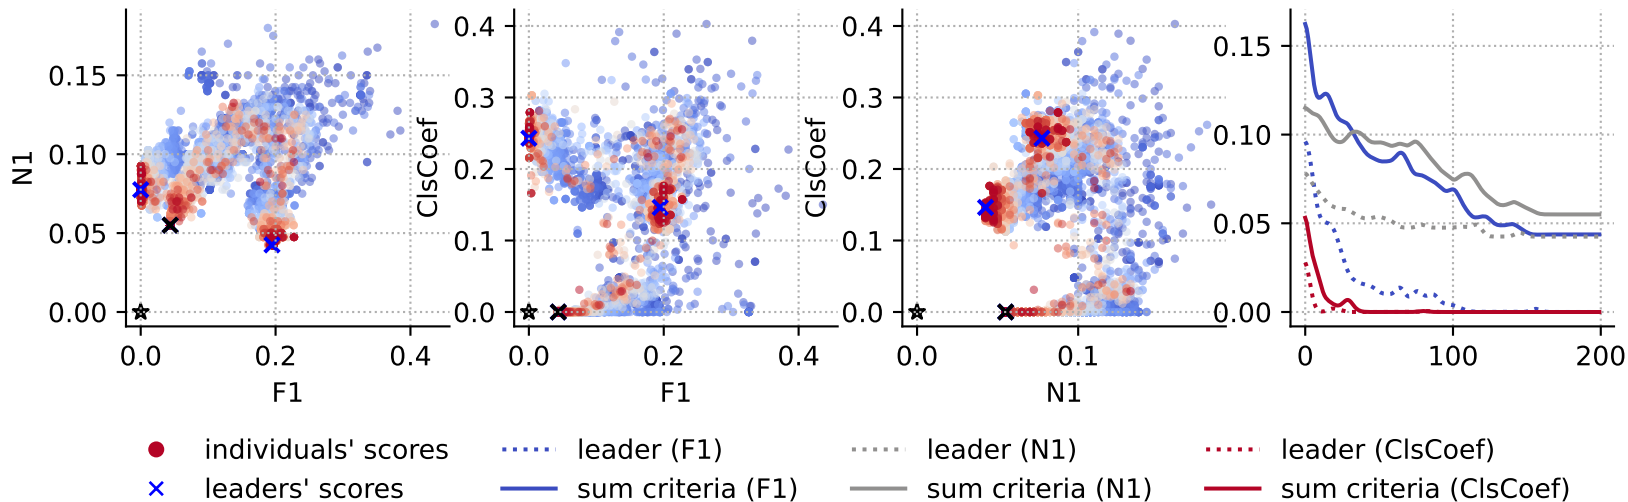 N1
0.15
0.10
0.05
0.00
0.0
0.2
0.4
F1
ClsCoef
0.4
0.3
0.2
0.1
0.0
0.0
0.2
0.4
F1
ClsCoef
0.4
0.3
0.2
0.1
0.0
0.0
0.1
N1
0.15
0.10
0.05
0.00
0
100
200
individuals' scores
leader (F1)
leader (N1)
leader (ClsCoef)
leaders' scores
sum criteria (F1)
sum criteria (N1)
sum criteria (ClsCoef)